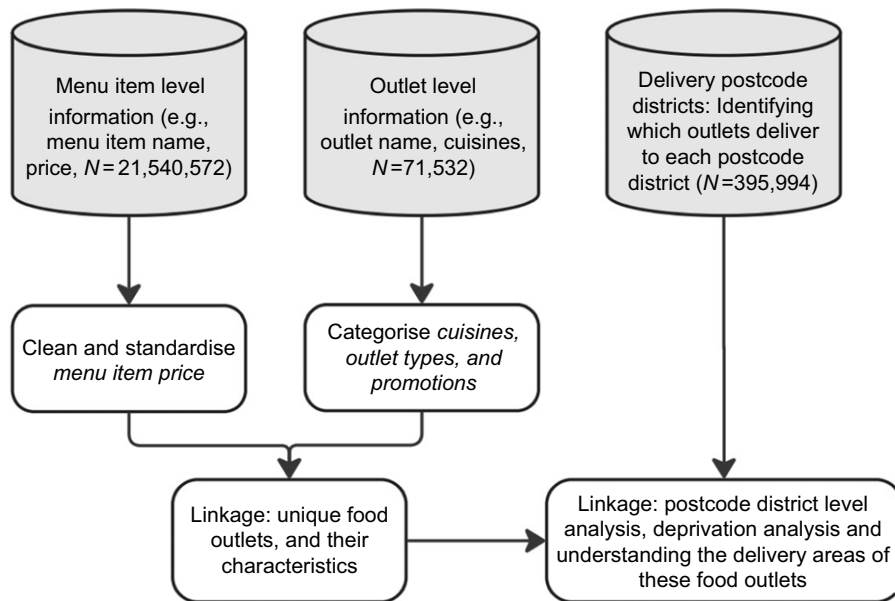 Menu item level
information (e.g.,
menu item name,
price, N=21,540,572)
Outlet level
information (e.g.,
outlet name, cuisines,
N=71,532)
Delivery postcode
districts: Identifying
which outlets deliver
to each postcode
district (N=395,994)
Clean and standardise
menu item price
Categorise cuisines,
outlet types, and
promotions
Linkage: unique food
outlets, and their
characteristics
Linkage: postcode district level
analysis, deprivation analysis and
understanding the delivery areas of
these food outlets